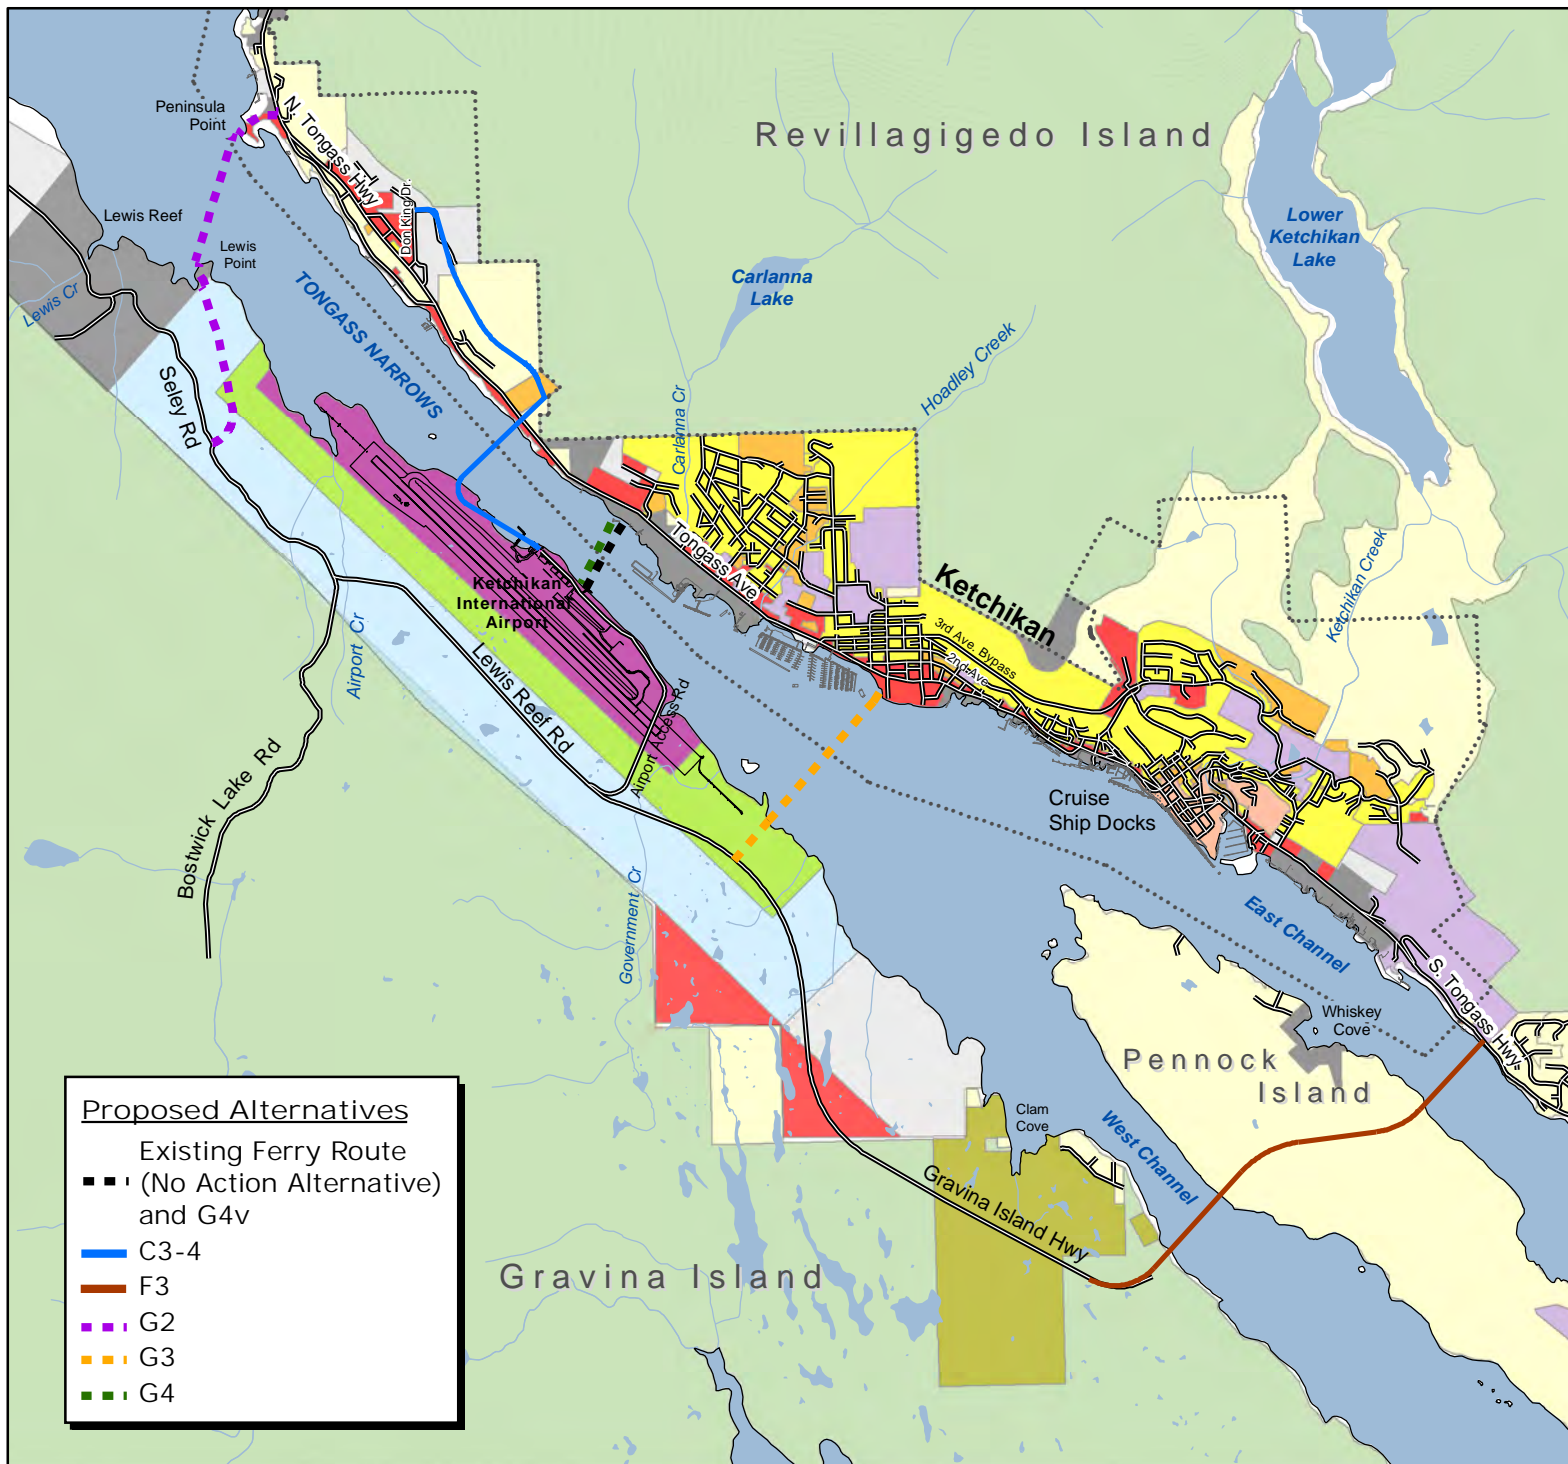 Peninsula
Point
N. Tongass Hwy
Revillagigedo Island
Don King Dr.
Lewis Reef
Lewis
Point
Lewis Cr
TONGASS NARROWS
Carlanna
Lake
Lower
Ketchikan
Lake
Seley Rd
Hoadley Creek
Carlanna Cr
Tongass Ave
Ketchikan
Ketchikan Creek
Ketchikan
International
Airport
3rd Ave. Bypass
2nd Ave
Airport Cr
Lewis Reef Rd
Airport Access Rd
Bostwick Lake Rd
Cruise
Ship Docks
Government Cr
East Channel
S. Tongass Hwy
Whiskey
Cove
Pennock
Island
Clam
Cove
West Channel
Gravina Island Hwy
Gravina Island
Proposed Alternatives
Existing Ferry Route
(No Action Alternative)
and G4v
C3-4
F3
G2
G3
G4